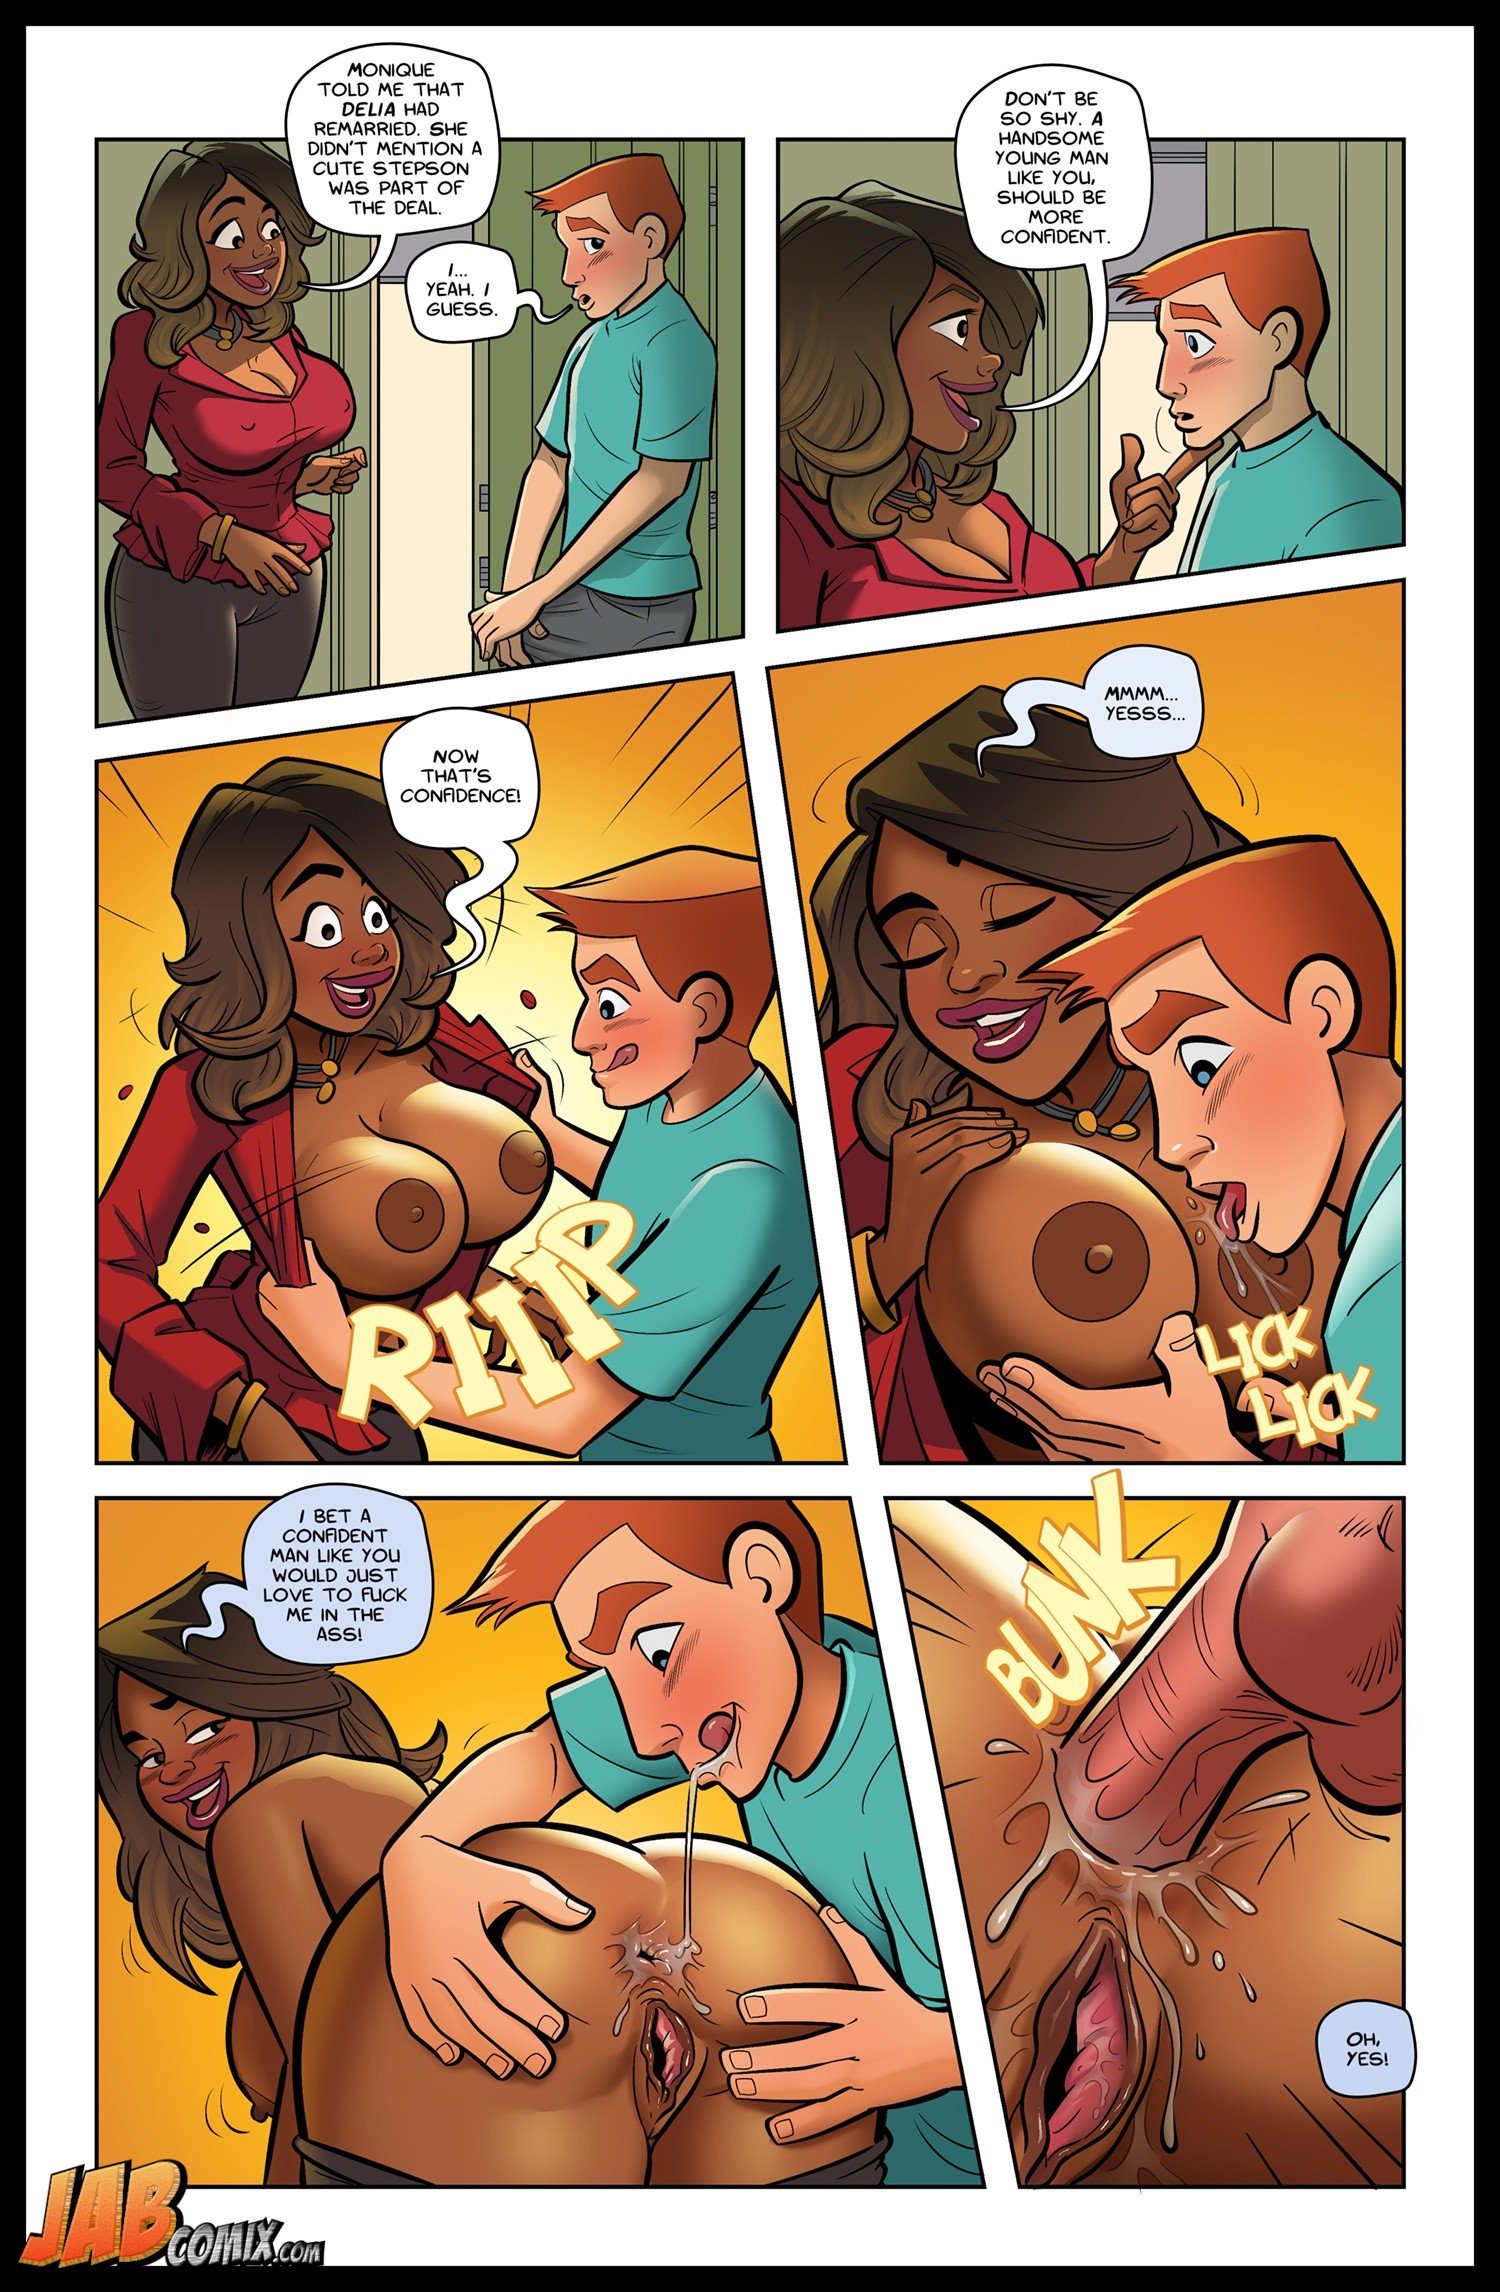 MONIQUE
TOLD ME THAT
DELIA HAD
REMARRIED. SHE
DIDN'T MENTION A
CUTE STEPSON
WAS PART OF
THE DEAL.
I...
YEAH. I
GUESS.
DON'T BE
SO SHY. A
HANDSOME
YOUNG MAN
LIKE YOU,
SHOULD BE
MORE
CONFIDENT.
NOW
THAT'S
CONFIDENCE!
RIIIP
MMMM...
YESSS...
LICK
LICK
I BET A
CONFIDENT
MAN LIKE YOU
WOULD JUST
LOVE TO FUCK
ME IN THE
ASS!
BUNK
OH,
YES!
JAB
COMIX.COM